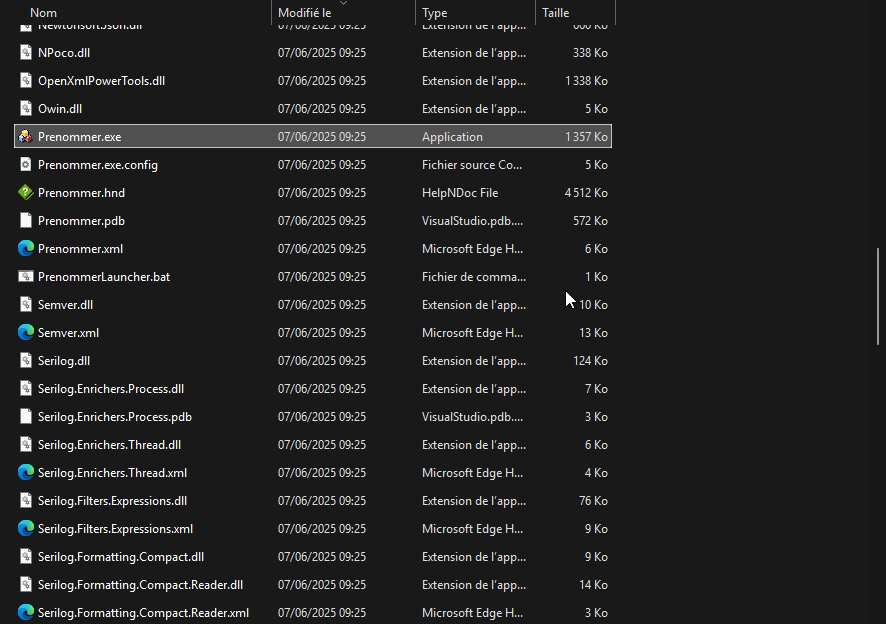 Nom Modifié le Type Taille
Newtonsoft.Json.dll 07/06/2025 09:25 Extension de l'app... 660 Ko
NPoco.dll 07/06/2025 09:25 Extension de l'app... 338 Ko
OpenXmlPowerTools.dll 07/06/2025 09:25 Extension de l'app... 1 338 Ko
Owin.dll 07/06/2025 09:25 Extension de l'app... 5 Ko
Prenommer.exe 07/06/2025 09:25 Application 1 357 Ko
Prenommer.exe.config 07/06/2025 09:25 Fichier source Co... 5 Ko
Prenommer.hnd 07/06/2025 09:25 HelpNDoc File 4 512 Ko
Prenommer.pdb 07/06/2025 09:25 VisualStudio.pdb.... 572 Ko
Prenommer.xml 07/06/2025 09:25 Microsoft Edge H... 6 Ko
PrenommerLauncher.bat 07/06/2025 09:25 Fichier de comma... 1 Ko
Semver.dll 07/06/2025 09:25 Extension de l'app... 10 Ko
Semver.xml 07/06/2025 09:25 Microsoft Edge H... 13 Ko
Serilog.dll 07/06/2025 09:25 Extension de l'app... 124 Ko
Serilog.Enrichers.Process.dll 07/06/2025 09:25 Extension de l'app... 7 Ko
Serilog.Enrichers.Process.pdb 07/06/2025 09:25 VisualStudio.pdb.... 3 Ko
Serilog.Enrichers.Thread.dll 07/06/2025 09:25 Extension de l'app... 6 Ko
Serilog.Enrichers.Thread.xml 07/06/2025 09:25 Microsoft Edge H... 4 Ko
Serilog.Filters.Expressions.dll 07/06/2025 09:25 Extension de l'app... 76 Ko
Serilog.Filters.Expressions.xml 07/06/2025 09:25 Microsoft Edge H... 9 Ko
Serilog.Formatting.Compact.dll 07/06/2025 09:25 Extension de l'app... 9 Ko
Serilog.Formatting.Compact.Reader.dll 07/06/2025 09:25 Extension de l'app... 14 Ko
Serilog.Formatting.Compact.Reader.xml 07/06/2025 09:25 Microsoft Edge H... 3 Ko